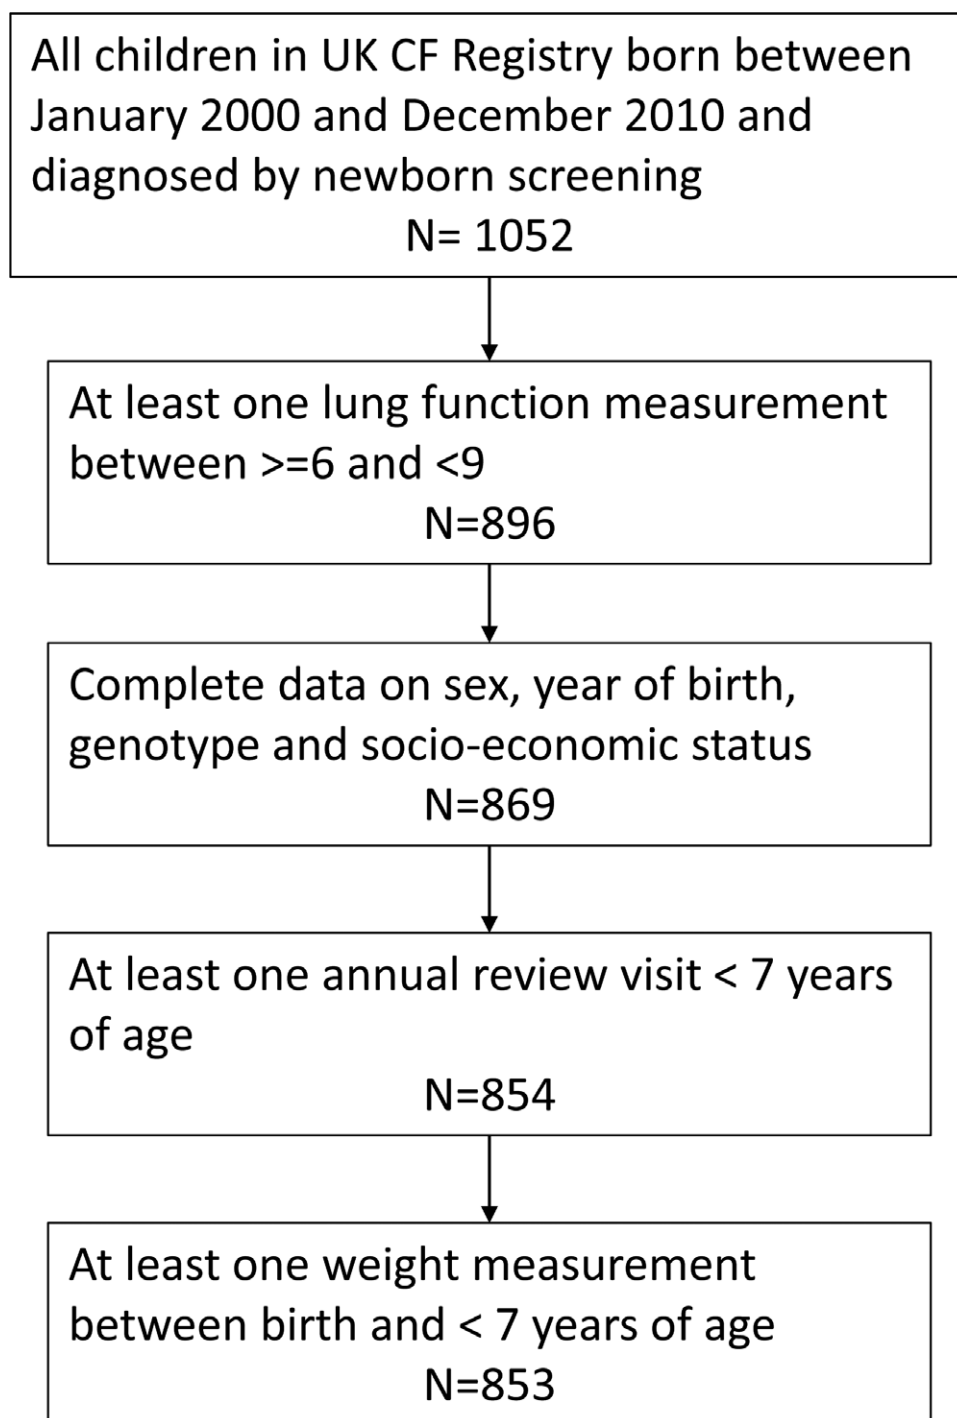 All children in UK CF Registry born between
January 2000 and December 2010 and
diagnosed by newborn screening
N= 1052
At least one lung function measurement
between >=6 and <9
N=896
Complete data on sex, year of birth,
genotype and socio-economic status
N=869
At least one annual review visit < 7 years
of age
N=854
At least one weight measurement
between birth and < 7 years of age
N=853